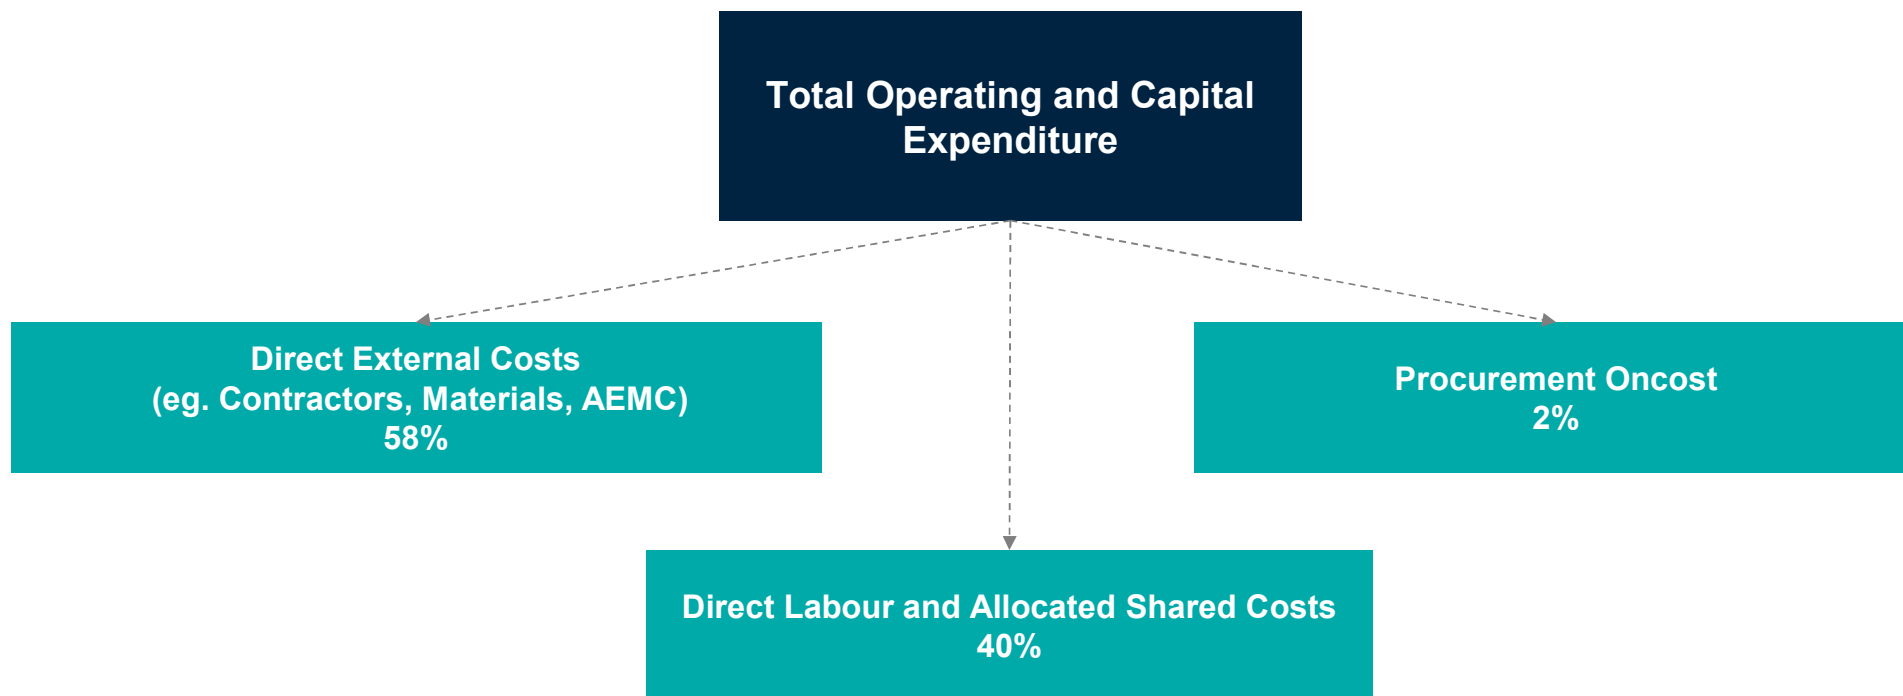 Total Operating and Capital
Expenditure
Direct External Costs
(eg. Contractors, Materials, AEMC)
58%
Procurement Oncost
2%
Direct Labour and Allocated Shared Costs
40%